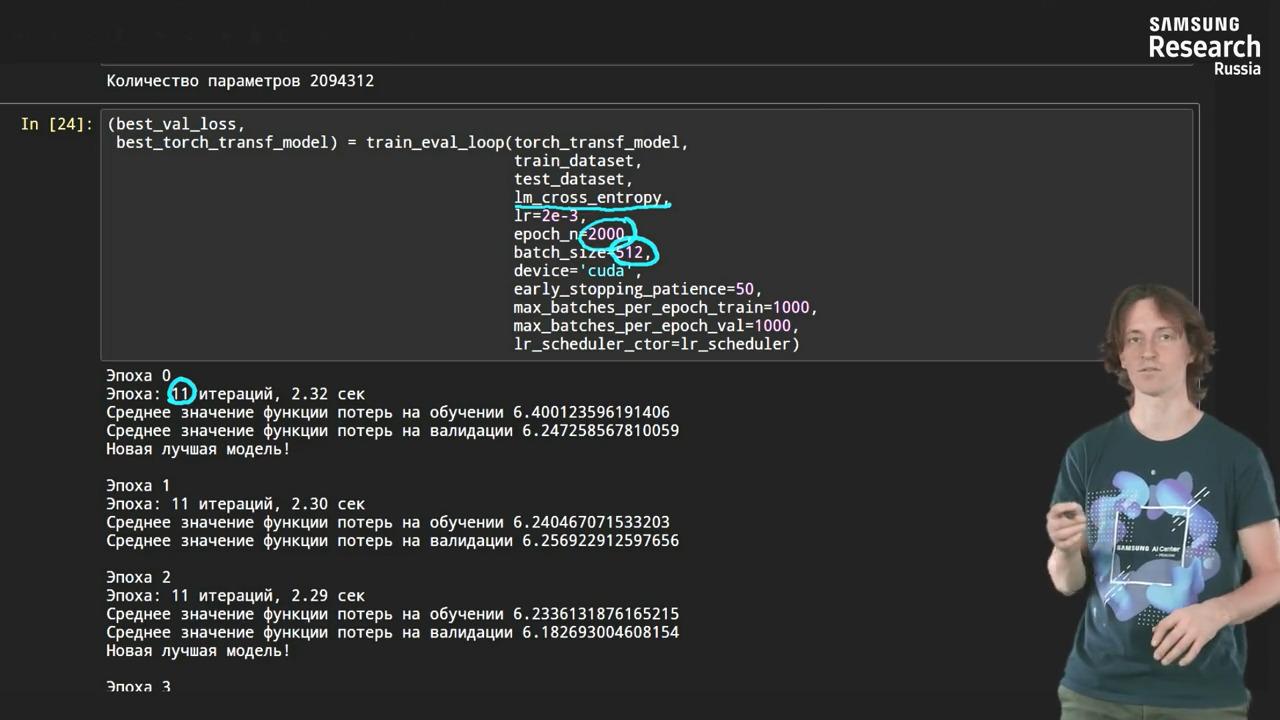 SAMSUNG
Research
Russia
Количество параметров 2094312
In [24]:
(best_val_loss,
best_torch_transf_model) = train_eval_loop(torch_transf_model,
train_dataset,
test_dataset,
lm_cross_entropy,
lr=2e-3,
epoch_n=2000,
batch_size=512,
device='cuda',
early_stopping_patience=50,
max_batches_per_epoch_train=1000,
max_batches_per_epoch_val=1000,
lr_scheduler_ctor=lr_scheduler)
Эпоха 0
Эпоха: 11 итераций, 2.32 сек
Среднее значение функции потерь на обучении 6.400123596191406
Среднее значение функции потерь на валидации 6.247258567810059
Новая лучшая модель!
Эпоха 1
Эпоха: 11 итераций, 2.30 сек
Среднее значение функции потерь на обучении 6.240467071533203
Среднее значение функции потерь на валидации 6.256922912597656
Эпоха 2
Эпоха: 11 итераций, 2.29 сек
Среднее значение функции потерь на обучении 6.2336131876165215
Среднее значение функции потерь на валидации 6.182693004608154
Новая лучшая модель!
Эпоха 3
SAMSUNG AI Center